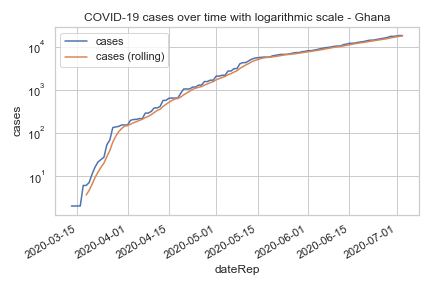 COVID-19 cases over time with logarithmic scale - Ghana
cases
cases (rolling)
10^4
10^3
10^2
10^1
cases
2020-03-15
2020-04-01
2020-04-15
2020-05-01
2020-05-15
2020-06-01
2020-06-15
2020-07-01
dateRep